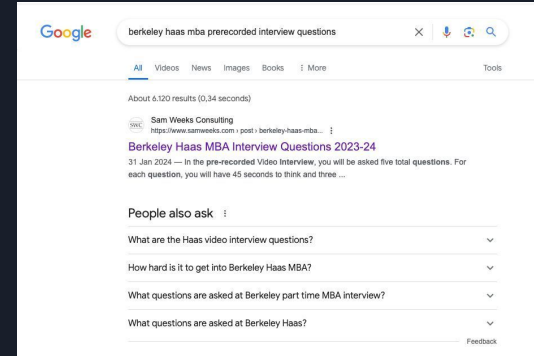 Google
berkeley haas mba prerecorded interview questions
All Videos News Images Books More Tools
About 6.120 results (0,34 seconds)
SWC
Sam Weeks Consulting
https://www.samweeks.com › post › berkeley-haas-mba...
Berkeley Haas MBA Interview Questions 2023-24
31 Jan 2024 — In the pre-recorded Video Interview, you will be asked five total questions. For
each question, you will have 45 seconds to think and three ...
People also ask
What are the Haas video interview questions?
How hard is it to get into Berkeley Haas MBA?
What questions are asked at Berkeley part time MBA interview?
What questions are asked at Berkeley Haas?
Feedback